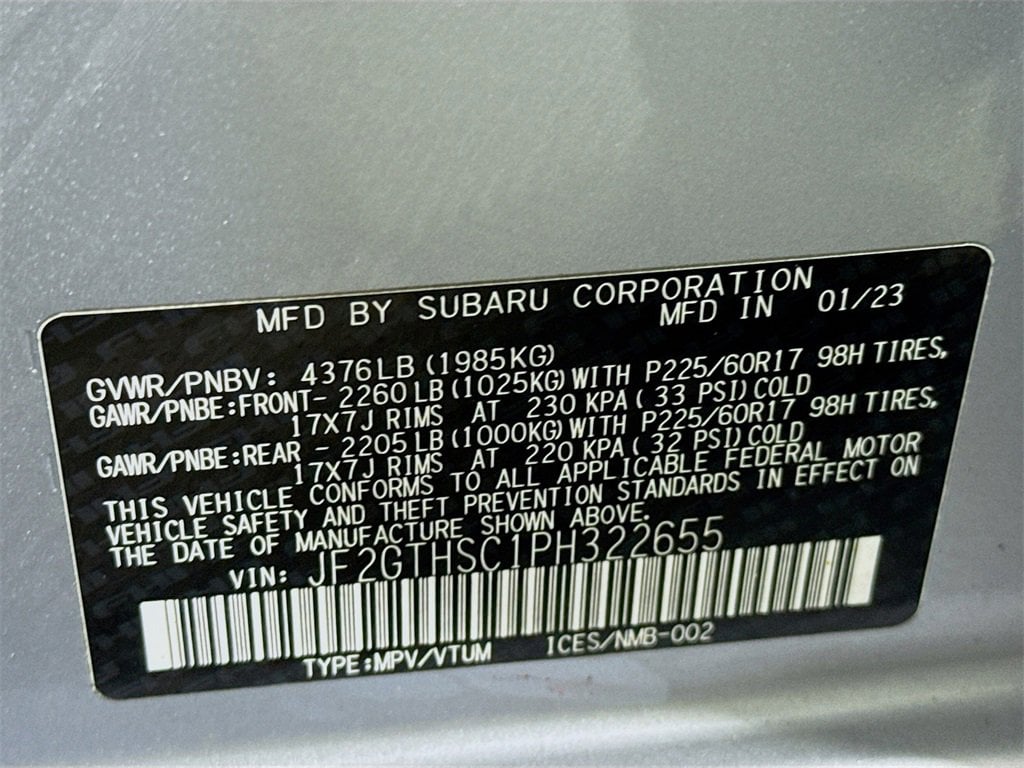 MFD BY SUBARU CORPORATION
MFD IN 01/23
GVWR/PNBV: 4376LB (1985KG)
GAWR/PNBE:FRONT- 2260LB (1025KG) WITH P225/60R17 98H TIRES,
17X7J RIMS AT 230 KPA ( 33 PSI) COLD
GAWR/PNBE:REAR - 2205LB (1000KG) WITH P225/60R17 98H TIRES,
17X7J RIMS AT 220 KPA ( 32 PSI) COLD
THIS VEHICLE CONFORMS TO ALL APPLICABLE FEDERAL MOTOR
VEHICLE SAFETY AND THEFT PREVENTION STANDARDS IN EFFECT ON
THE DATE OF MANUFACTURE SHOWN ABOVE.
VIN: JF2GTHSC1PH322655
TYPE:MPV/VTUM ICES/NMB-002